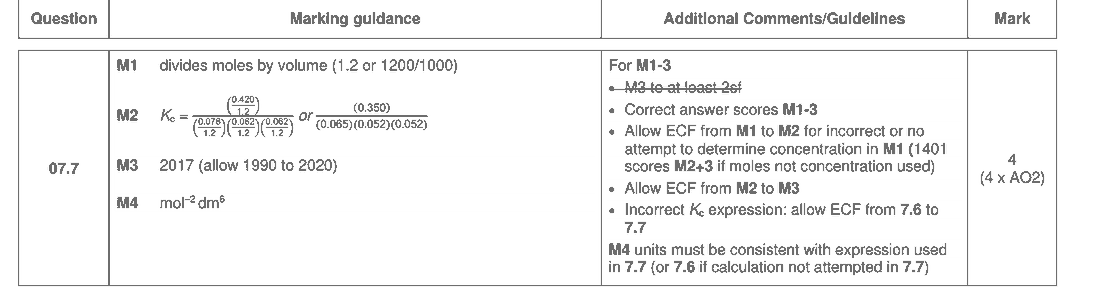 Question Marking guidance Additional Comments/Guidelines Mark
07.7
M1 divides moles by volume (1.2 or 1200/1000)
M2 Kc = (0.420/1.2) / (0.076/1.2)(0.062/1.2)(0.062/1.2) or (0.350) / (0.065)(0.052)(0.052)
M3 2017 (allow 1990 to 2020)
M4 mol⁻² dm⁶
For M1-3
• M3 to at least 2sf
• Correct answer scores M1-3
• Allow ECF from M1 to M2 for incorrect or no
attempt to determine concentration in M1 (1401
scores M2+3 if moles not concentration used)
• Allow ECF from M2 to M3
• Incorrect Kc expression: allow ECF from 7.6 to
7.7
M4 units must be consistent with expression used
in 7.7 (or 7.6 if calculation not attempted in 7.7)
4
(4 x AO2)